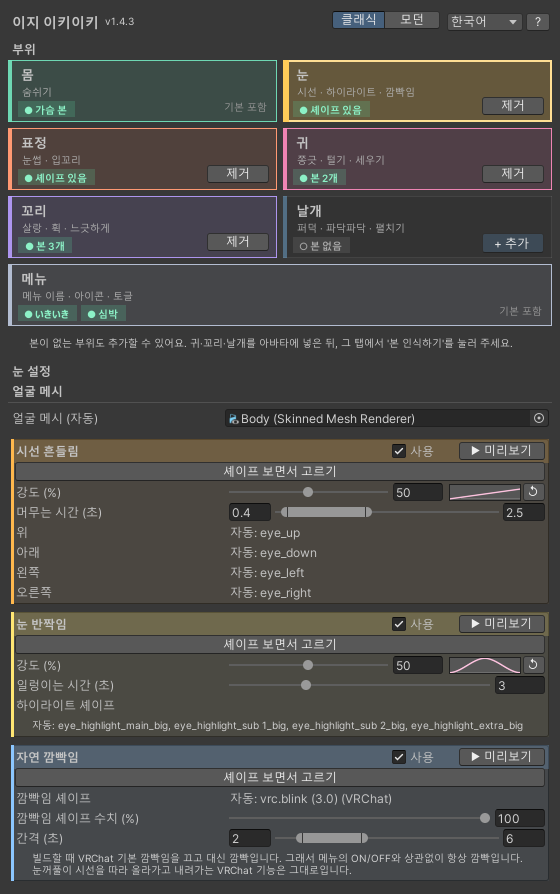 이지 이키이키 v1.4.3 클래식 모던 한국어 ?
부위
몸
숨쉬기
가슴 본 기본 포함
눈
시선 · 하이라이트 · 깜빡임
셰이프 있음 제거
표정
눈썹 · 입꼬리
셰이프 있음 제거
귀
쫑긋 · 털기 · 세우기
본 2개 제거
꼬리
살랑 · 휙 · 느긋하게
본 3개 제거
날개
퍼덕 · 파닥파닥 · 펼치기
본 없음 + 추가
메뉴
메뉴 이름 · 아이콘 · 토글
いきいき 심박 기본 포함
본이 없는 부위도 추가할 수 있어요. 귀·꼬리·날개를 아바타에 넣은 뒤, 그 탭에서 '본 인식하기'를 눌러 주세요.
눈 설정
얼굴 메시
얼굴 메시 (자동) Body (Skinned Mesh Renderer)
시선 흔들림 사용 ▶ 미리보기
셰이프 보면서 고르기
강도 (%) 50
머무는 시간 (초) 0.4 2.5
위 자동: eye_up
아래 자동: eye_down
왼쪽 자동: eye_left
오른쪽 자동: eye_right
눈 반짝임 사용 ▶ 미리보기
셰이프 보면서 고르기
강도 (%) 50
일렁이는 시간 (초) 3
하이라이트 셰이프
자동: eye_highlight_main_big, eye_highlight_sub 1_big, eye_highlight_sub 2_big, eye_highlight_extra_big
자연 깜빡임 사용 ▶ 미리보기
셰이프 보면서 고르기
깜빡임 셰이프 자동: vrc.blink (3.0) (VRChat)
깜빡임 셰이프 수치 (%) 100
간격 (초) 2 6
빌드할 때 VRChat 기본 깜빡임을 끄고 대신 깜빡입니다. 그래서 메뉴의 ON/OFF와 상관없이 항상 깜빡입니다.
눈꺼풀이 시선을 따라 올라가고 내려가는 VRChat 기능은 그대로입니다.